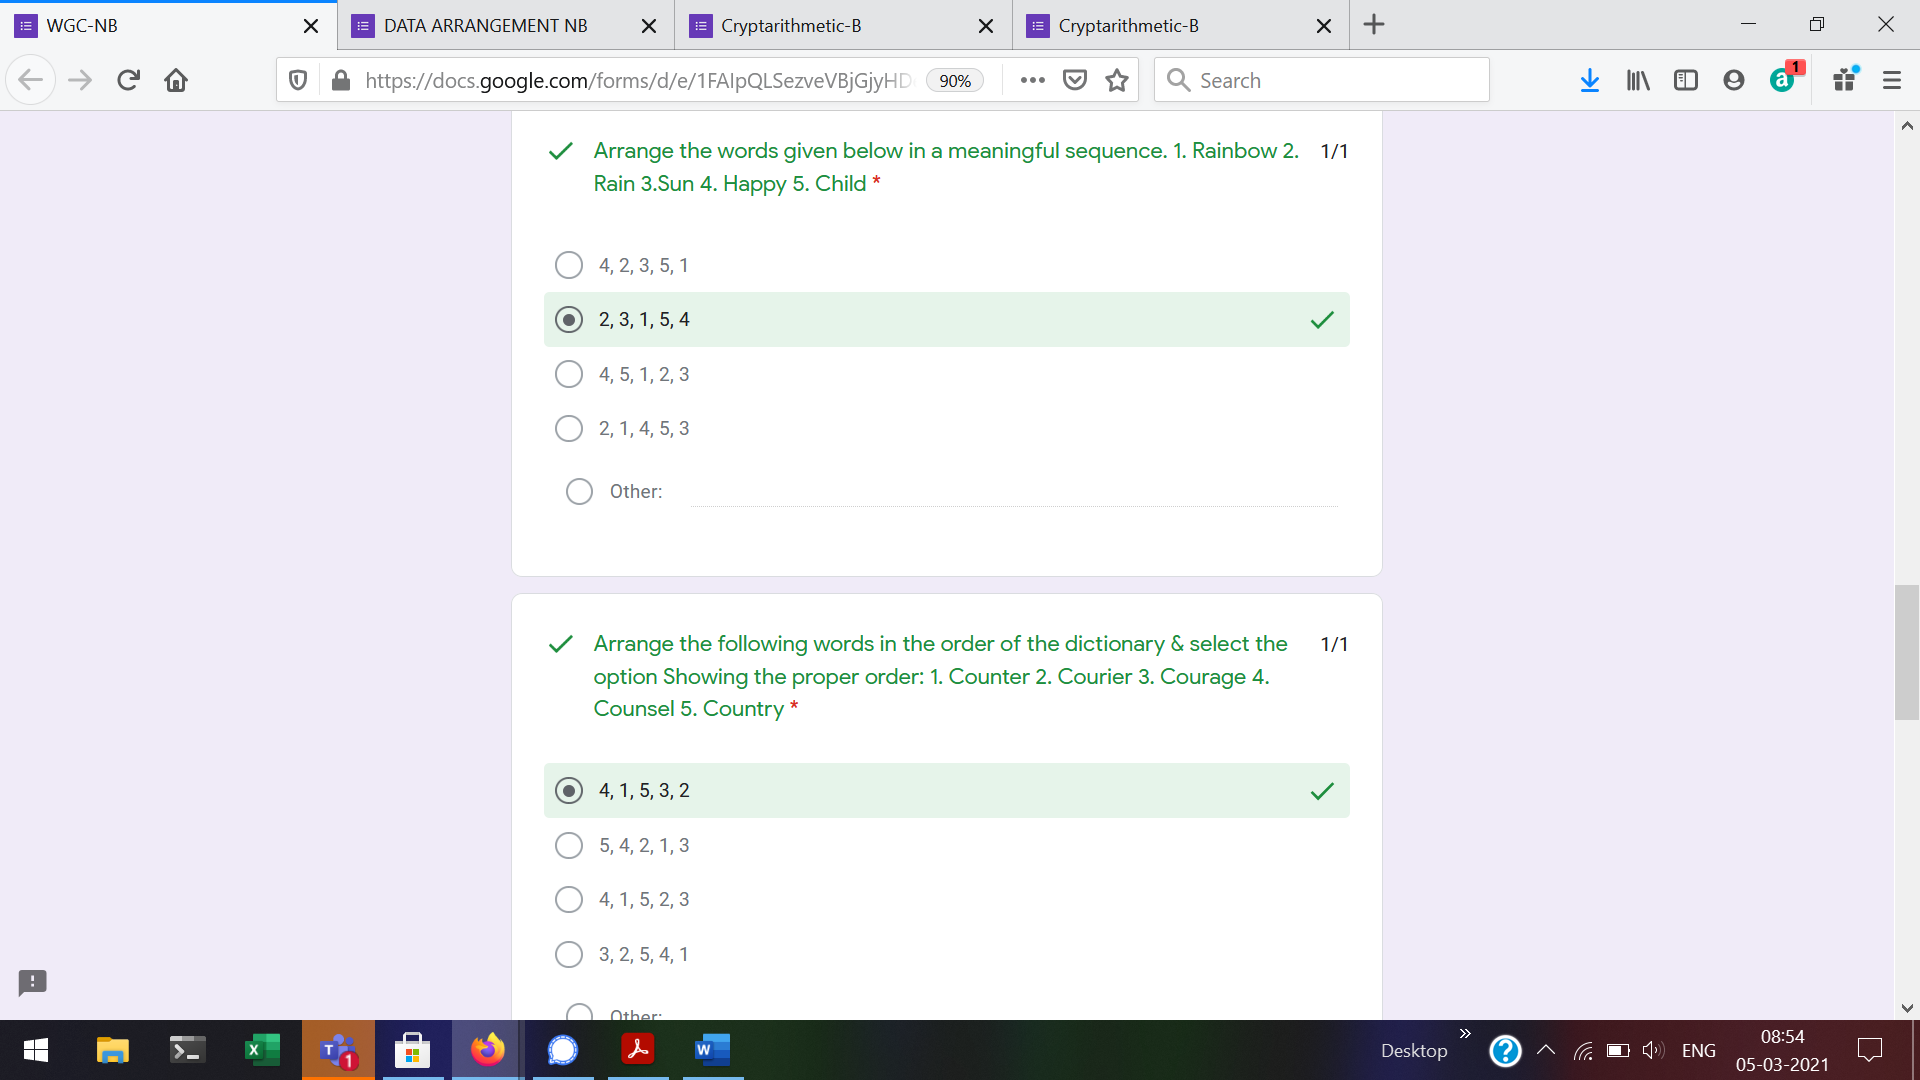 WGC-NB
DATA ARRANGEMENT NB
Cryptarithmetic-B
Cryptarithmetic-B
https://docs.google.com/forms/d/e/1FAIpQLSezveVBjGjyHD
90%
Search
1
Arrange the words given below in a meaningful sequence. 1. Rainbow 2. 1/1
Rain 3.Sun 4. Happy 5. Child *
4, 2, 3, 5, 1
2, 3, 1, 5, 4
4, 5, 1, 2, 3
2, 1, 4, 5, 3
Other:
Arrange the following words in the order of the dictionary & select the 1/1
option Showing the proper order: 1. Counter 2. Courier 3. Courage 4.
Counsel 5. Country *
4, 1, 5, 3, 2
5, 4, 2, 1, 3
4, 1, 5, 2, 3
3, 2, 5, 4, 1
Other:
Desktop
ENG
08:54
05-03-2021